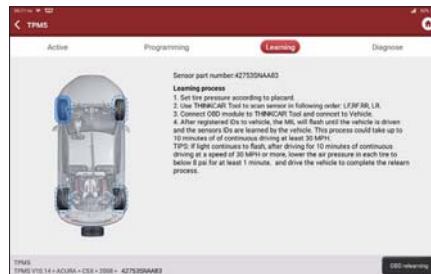 TPMS
Active
Programming
Learning
Diagnose
Sensor part number:42753SNAA83
Learning process
1. Set tire pressure according to placard.
2. Use THINKCAR Tool to scan sensor in following order: LF,RF.RR, LR.
3. Connect OBD module to THINKCAR Tool and conncet to Vehicle.
4. After registered IDs to vehicle, the MIL will flash until the vehicle is driven
and the sensors IDs are learned by the vehicle. This process could take up to
10 minutes of of continuous driving at least 30 MPH.
TIPS: If light continues to flash, after driving for 10 minutes of continuous
driving at a speed of 30 MPH or more, lower the air pressure in each tire to
below 8 psi for at least 1 minute. and drive the vehicle to complete the relearn
process.
TPMS
TPMS V10.14 > ACURA > CSX > 2008 > 42753SNAA83
OBD relearning